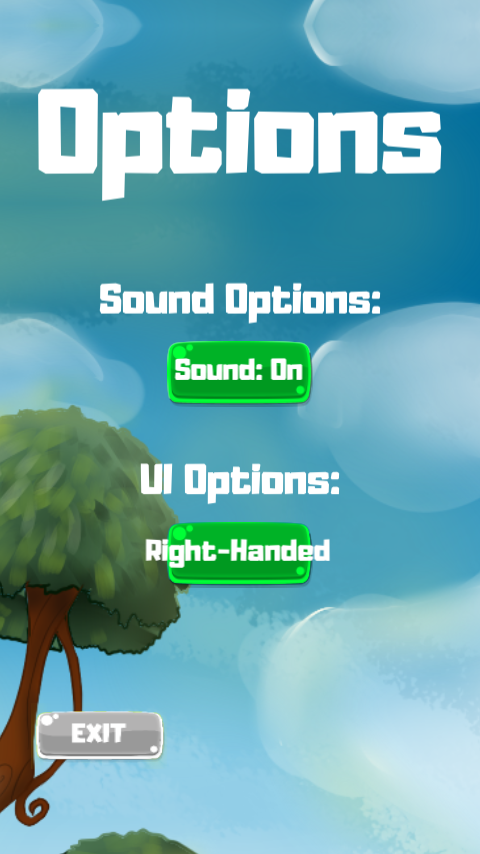 Options
Sound Options:
Sound: On
UI Options:
Right-Handed
EXIT